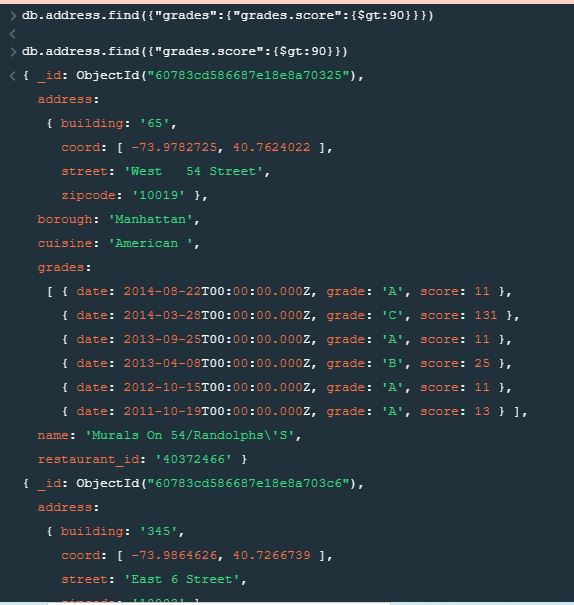 > db.address.find({"grades":{"grades.score":{$gt:90}}})
<
> db.address.find({"grades.score":{$gt:90}})
< { _id: ObjectId("60783cd586687e18e8a70325"),
address:
{ building: '65',
coord: [ -73.9782725, 40.7624022 ],
street: 'West   54 Street',
zipcode: '10019' },
borough: 'Manhattan',
cuisine: 'American ',
grades:
[ { date: 2014-08-22T00:00:00.000Z, grade: 'A', score: 11 },
{ date: 2014-03-28T00:00:00.000Z, grade: 'C', score: 131 },
{ date: 2013-09-25T00:00:00.000Z, grade: 'A', score: 11 },
{ date: 2013-04-08T00:00:00.000Z, grade: 'B', score: 25 },
{ date: 2012-10-15T00:00:00.000Z, grade: 'A', score: 11 },
{ date: 2011-10-19T00:00:00.000Z, grade: 'A', score: 13 } ],
name: 'Murals On 54/Randolphs\'S',
restaurant_id: '40372466' }
{ _id: ObjectId("60783cd586687e18e8a703c6"),
address:
{ building: '345',
coord: [ -73.9864626, 40.7266739 ],
street: 'East 6 Street',